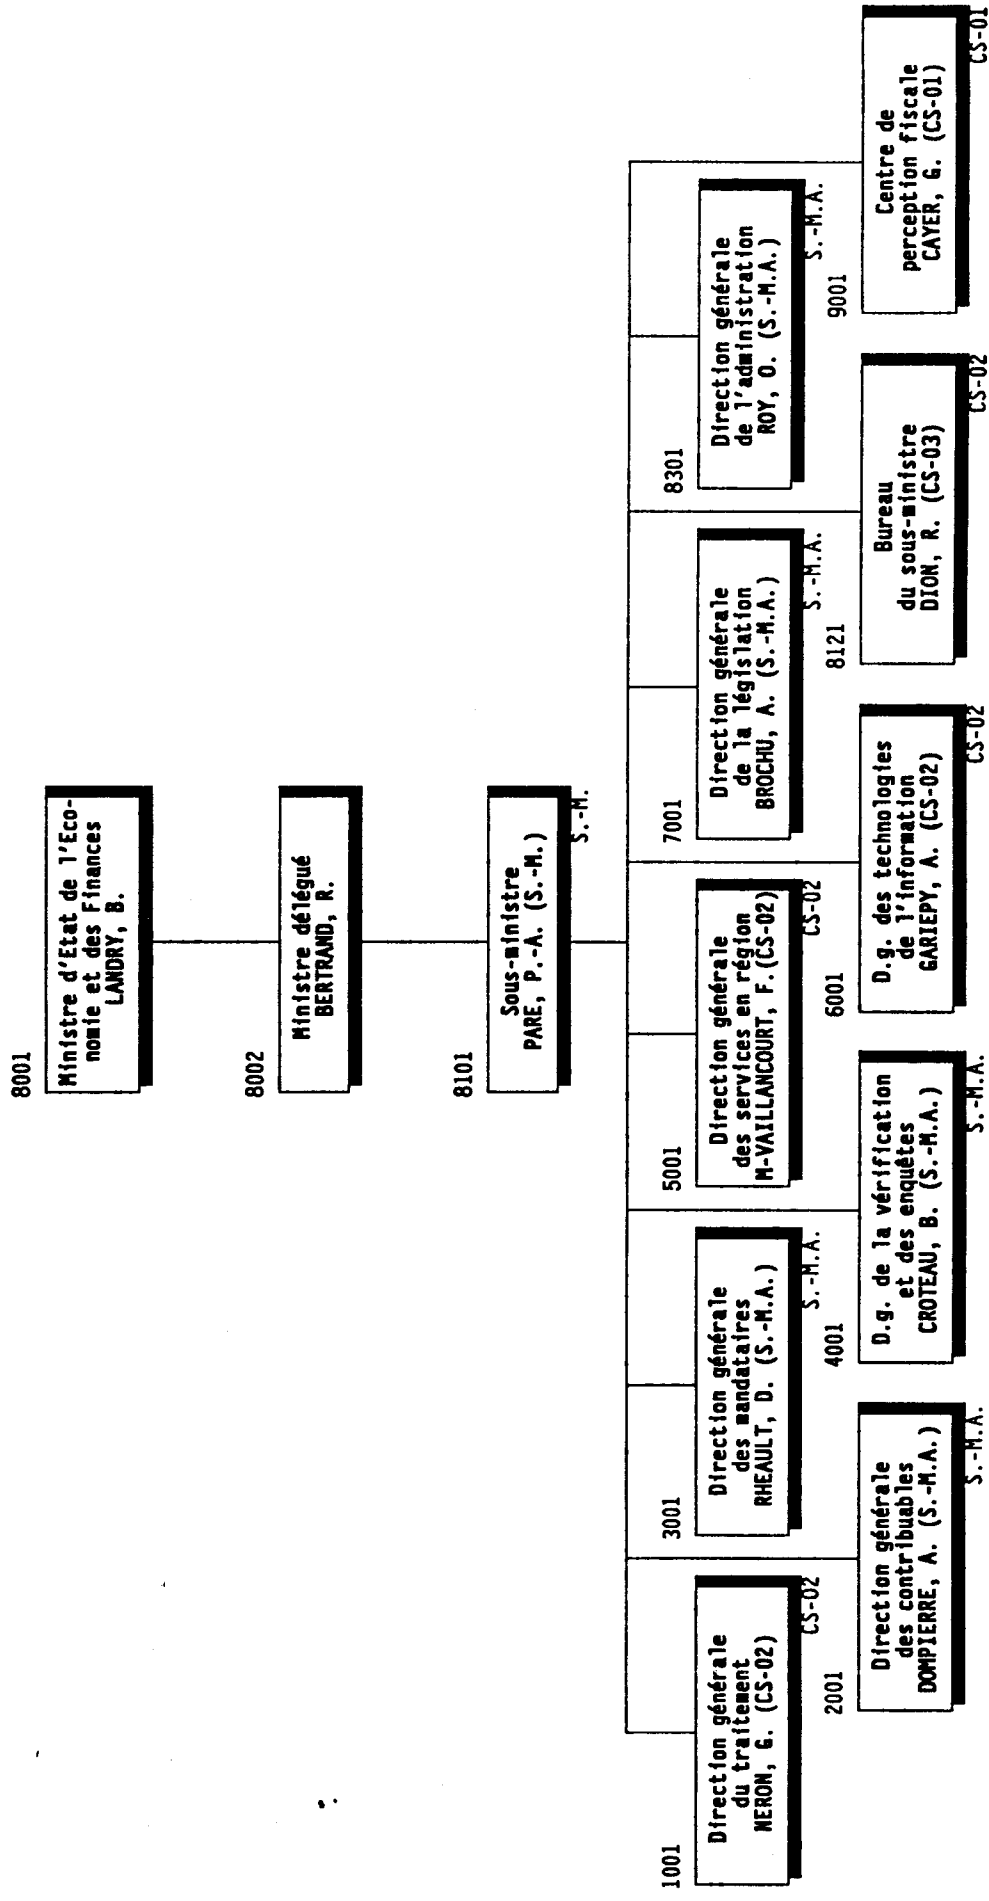 8001
Ministre d'Etat de l'Eco-
nomie et des Finances
LANDRY, B.
8002
Ministre délégué
BERTRAND, R.
8101
Sous-ministre
PARE, P.-A. (S.-M.)
S.-M.
1001
Direction générale
du traitement
NERON, G. (CS-02)
CS-02
3001
Direction générale
des mandataires
RHEAULT, D. (S.-M.A.)
S.-M.A.
5001
Direction générale
des services en région
M-VAILLANCOURT, F.(CS-02)
CS-02
7001
Direction générale
de la législation
BROCHU, A. (S.-M.A.)
S.-M.A.
8301
Direction générale
de l'administration
ROY, O. (S.-M.A.)
S.-M.A.
2001
Direction générale
des contribuables
DOMPIERRE, A. (S.-M.A.)
S.-M.A.
4001
D.g. de la vérification
et des enquêtes
CROTEAU, B. (S.-M.A.)
S.-M.A.
6001
D.g. des technologies
de l'information
GARIEPY, A. (CS-02)
CS-02
8121
Bureau
du sous-ministre
DION, R. (CS-03)
CS-02
9001
Centre de
perception fiscale
CAYER, G. (CS-01)
CS-01